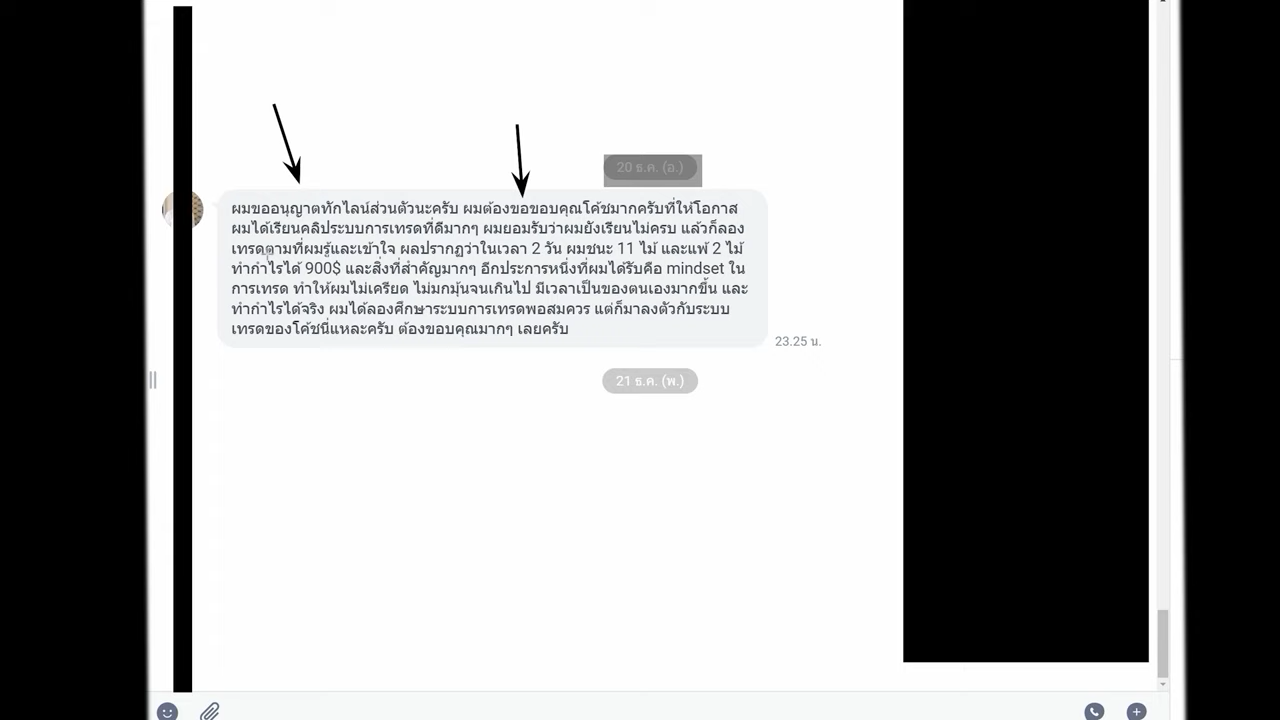 20 ธ.ค. (อ.)
ผมขออนุญาตทักไลน์ส่วนตัวนะครับ ผมต้องขอขอบคุณโค้ชมากครับที่ให้โอกาส
ผมได้เรียนคลิประบบการเทรดที่ดีมากๆ ผมยอมรับว่าผมยังเรียนไม่ครบ แล้วก็ลอง
เทรดตามที่ผมรู้และเข้าใจ ผลปรากฏว่าในเวลา 2 วัน ผมชนะ 11 ไม้ และแพ้ 2 ไม้
ทำกำไรได้ 900$ และสิ่งที่สำคัญมากๆ อีกประการหนึ่งที่ผมได้รับคือ mindset ใน
การเทรด ทำให้ผมไม่เครียด ไม่มกมุ้นจนเกินไป มีเวลาเป็นของตนเองมากขึ้น และ
ทำกำไรได้จริง ผมได้ลองศึกษาระบบการเทรดพอสมควร แต่ก็มาลงตัวกับระบบ
เทรดของโค้ชนี่แหละครับ ต้องขอบคุณมากๆ เลยครับ
23.25 น.
21 ธ.ค. (พ.)